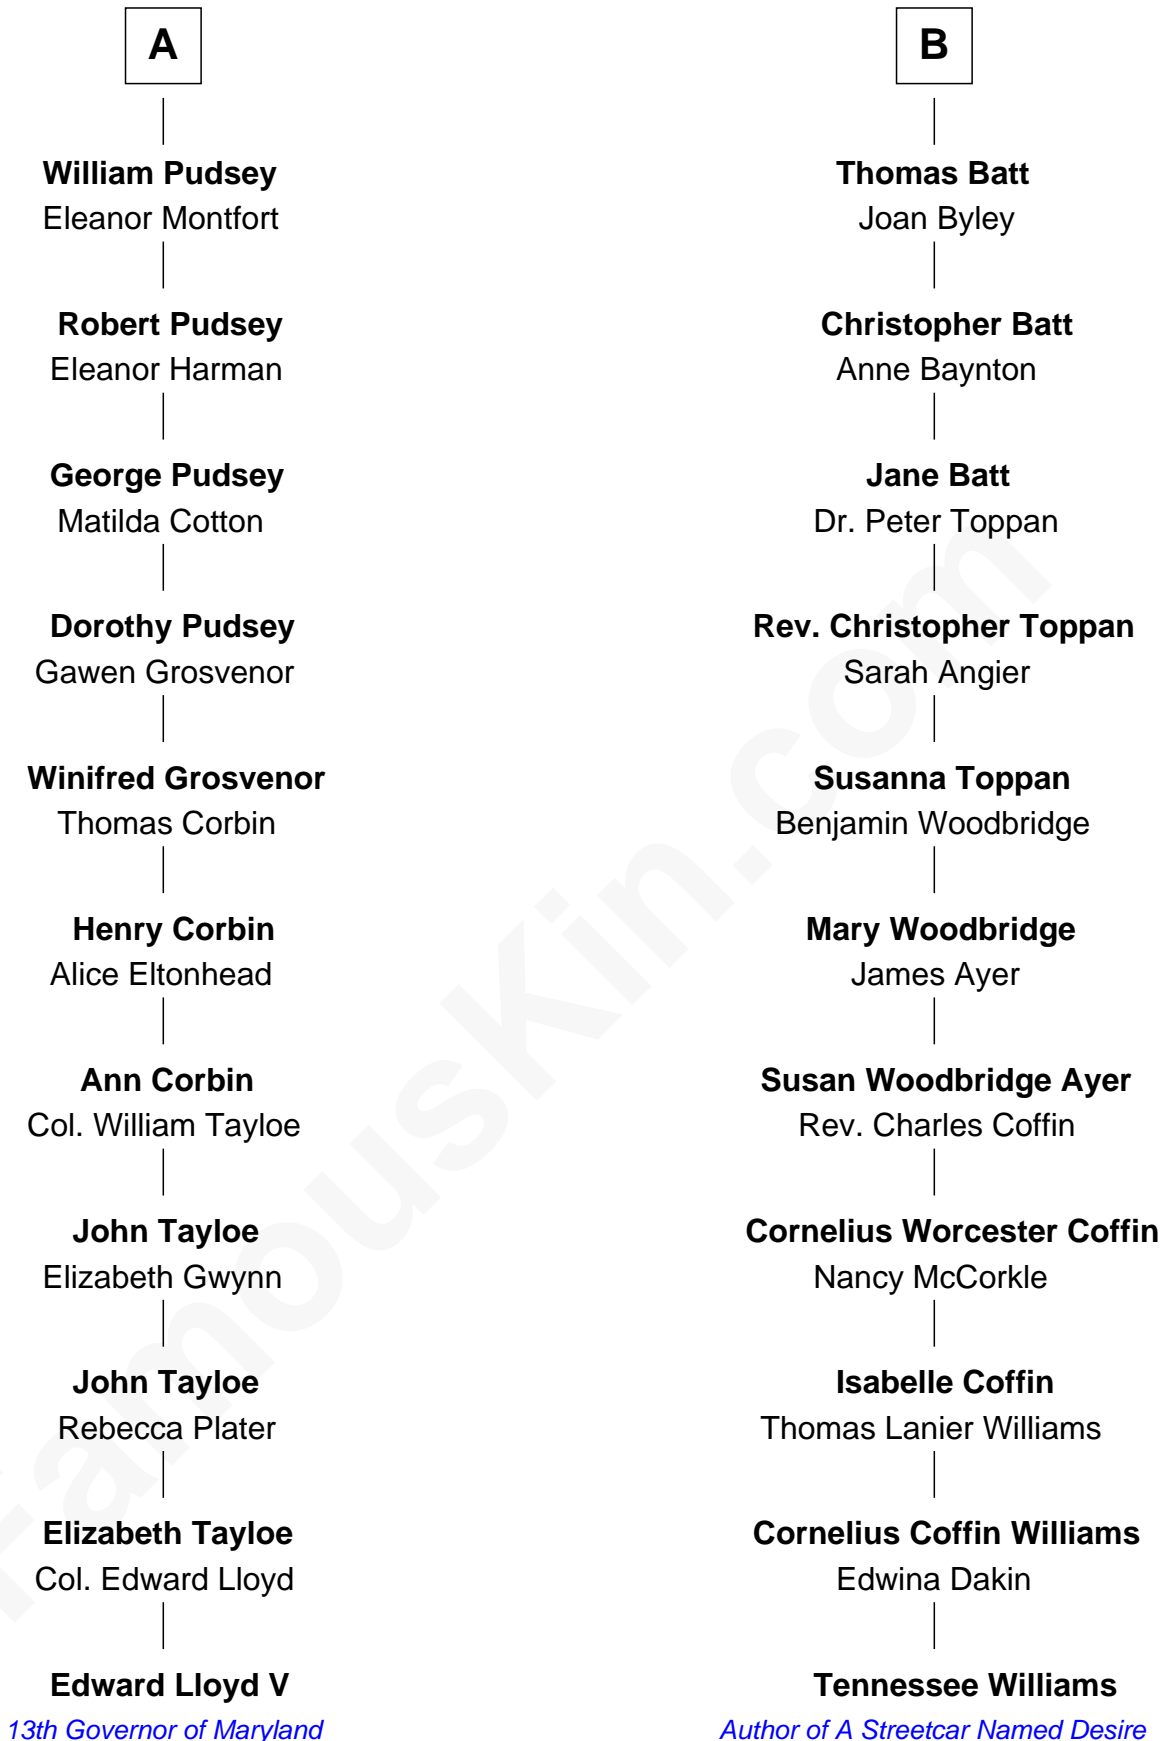 A
William Pudsey
Eleanor Montfort
Robert Pudsey
Eleanor Harman
George Pudsey
Matilda Cotton
Dorothy Pudsey
Gawen Grosvenor
Winifred Grosvenor
Thomas Corbin
Henry Corbin
Alice Eltonhead
Ann Corbin
Col. William Tayloe
John Tayloe
Elizabeth Gwynn
John Tayloe
Rebecca Plater
Elizabeth Tayloe
Col. Edward Lloyd
Edward Lloyd V
13th Governor of Maryland
B
Thomas Batt
Joan Byley
Christopher Batt
Anne Baynton
Jane Batt
Dr. Peter Toppan
Rev. Christopher Toppan
Sarah Angier
Susanna Toppan
Benjamin Woodbridge
Mary Woodbridge
James Ayer
Susan Woodbridge Ayer
Rev. Charles Coffin
Cornelius Worcester Coffin
Nancy McCorkle
Isabelle Coffin
Thomas Lanier Williams
Cornelius Coffin Williams
Edwina Dakin
Tennessee Williams
Author of A Streetcar Named Desire
FamousKin.com